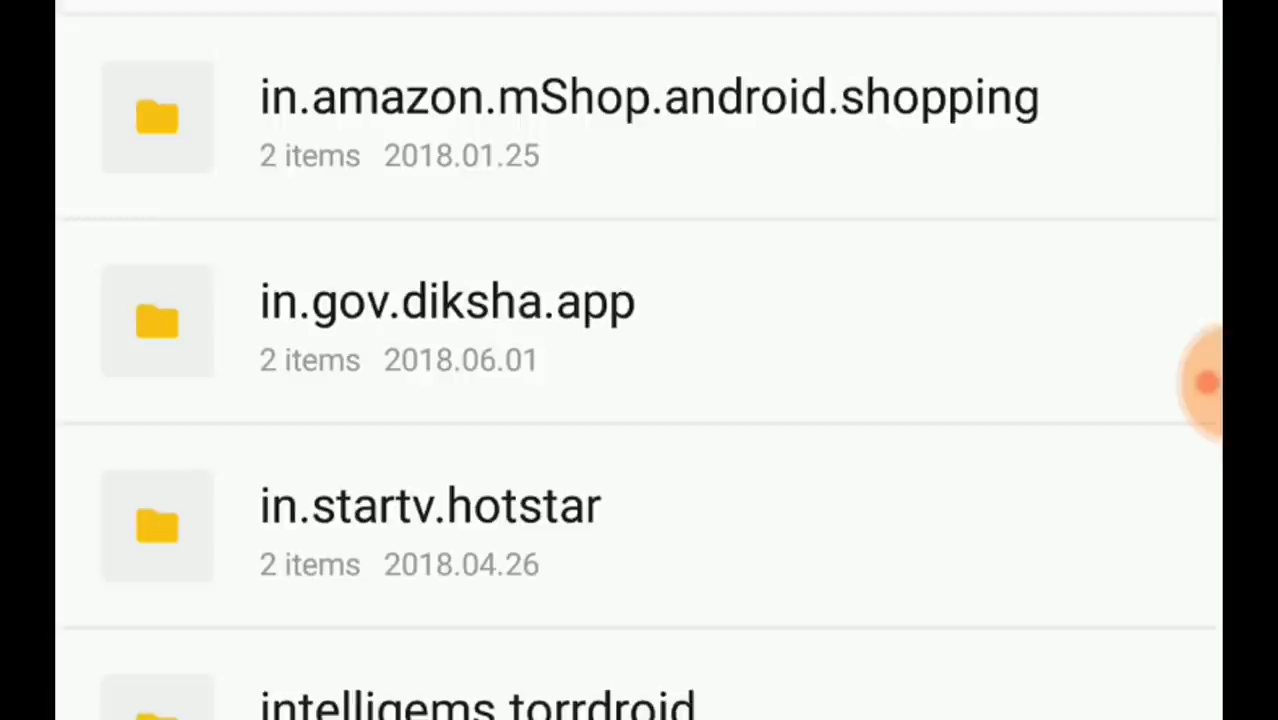 in.amazon.mShop.android.shopping
2 items 2018.01.25
in.gov.diksha.app
2 items 2018.06.01
in.startv.hotstar
2 items 2018.04.26
intelligems.torrdroid